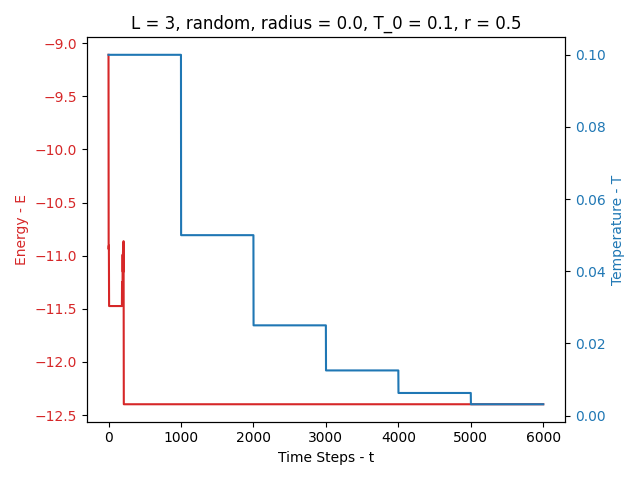 L = 3, random, radius = 0.0, T_0 = 0.1, r = 0.5
−9.0
−9.5
−10.0
−10.5
−11.0
−11.5
−12.0
−12.5
Energy - E
0.10
0.08
0.06
0.04
0.02
0.00
Temperature - T
0 1000 2000 3000 4000 5000 6000
Time Steps - t